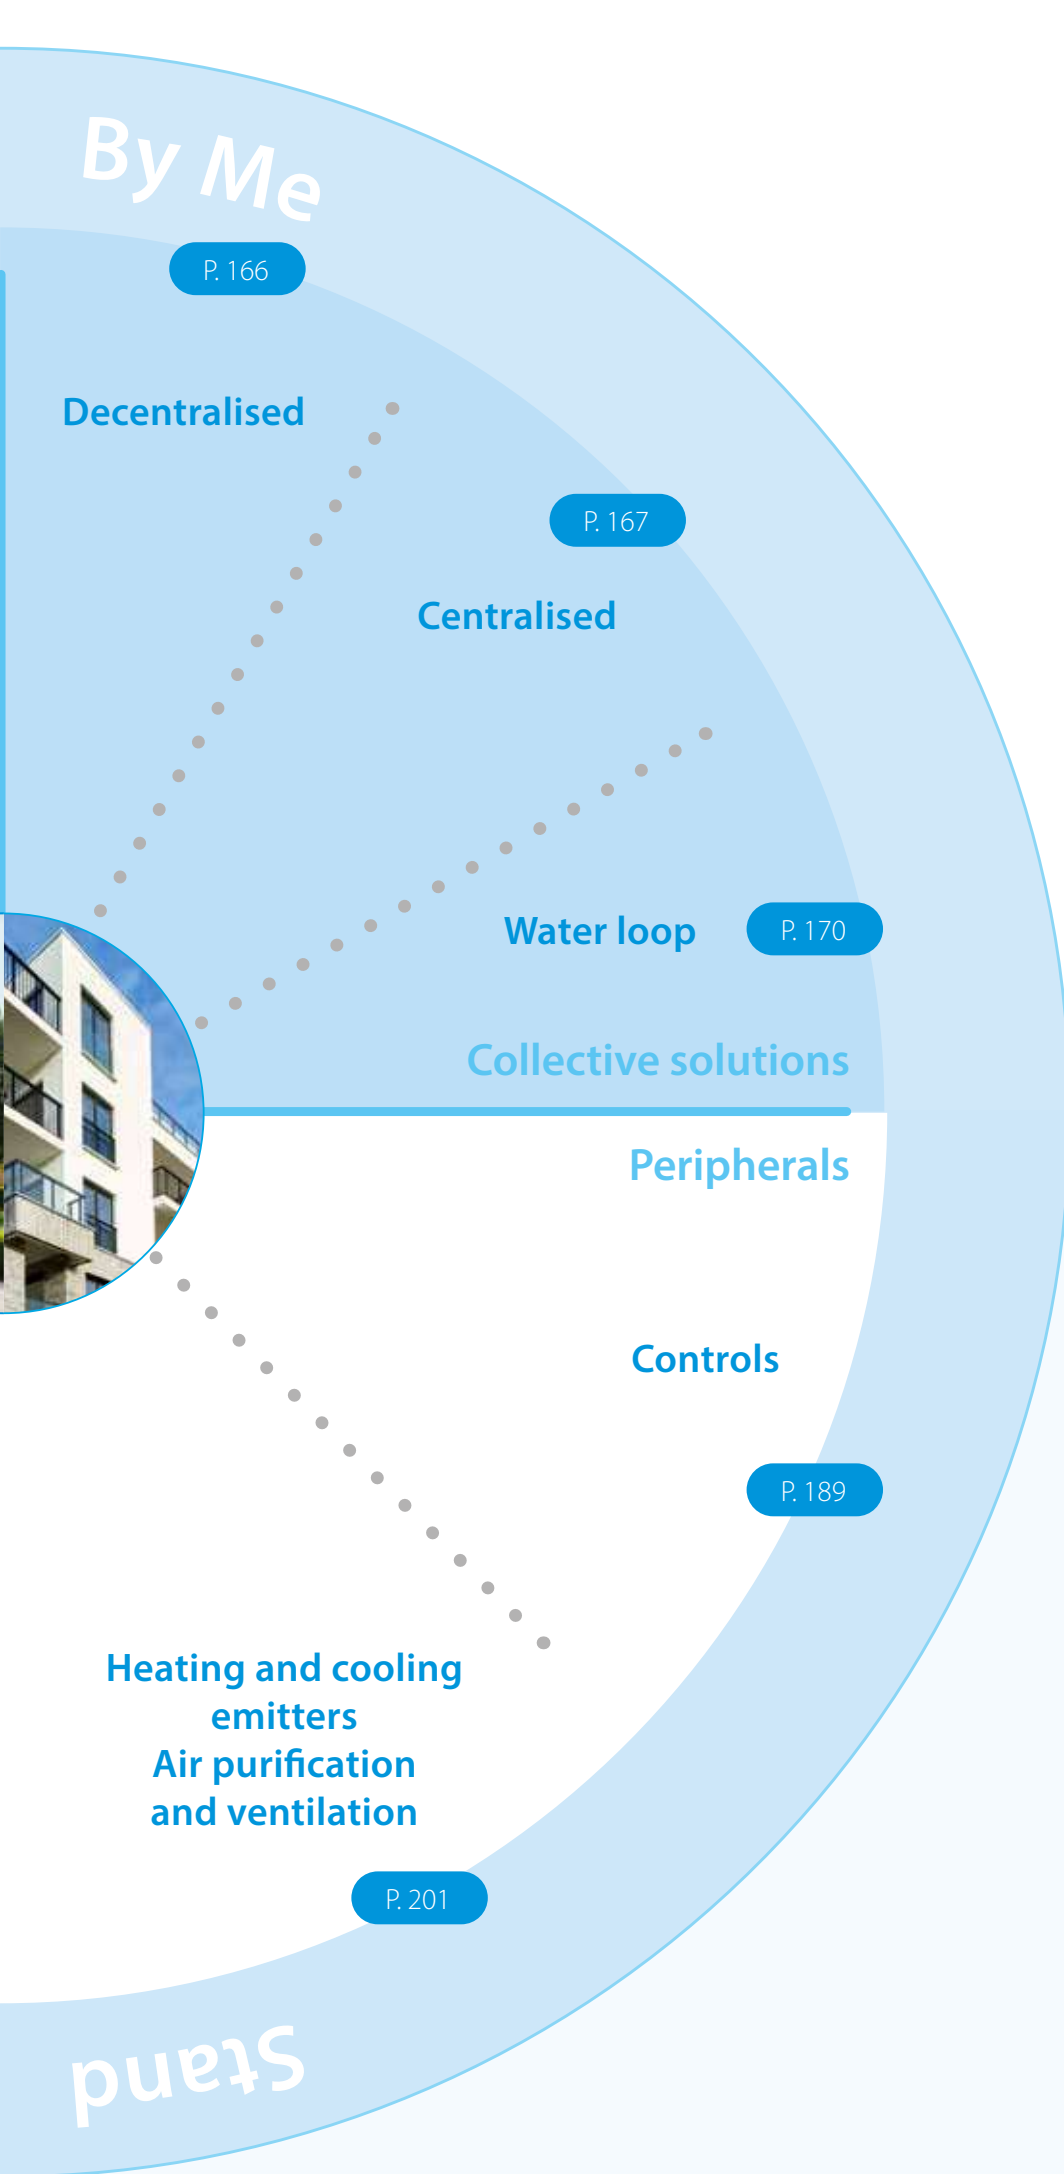 By Me
P. 166
Decentralised
P. 167
Centralised
Water loop
P. 170
Collective solutions
Peripherals
Controls
P. 189
Heating and cooling
emitters
Air purification
and ventilation
P. 201
Stand